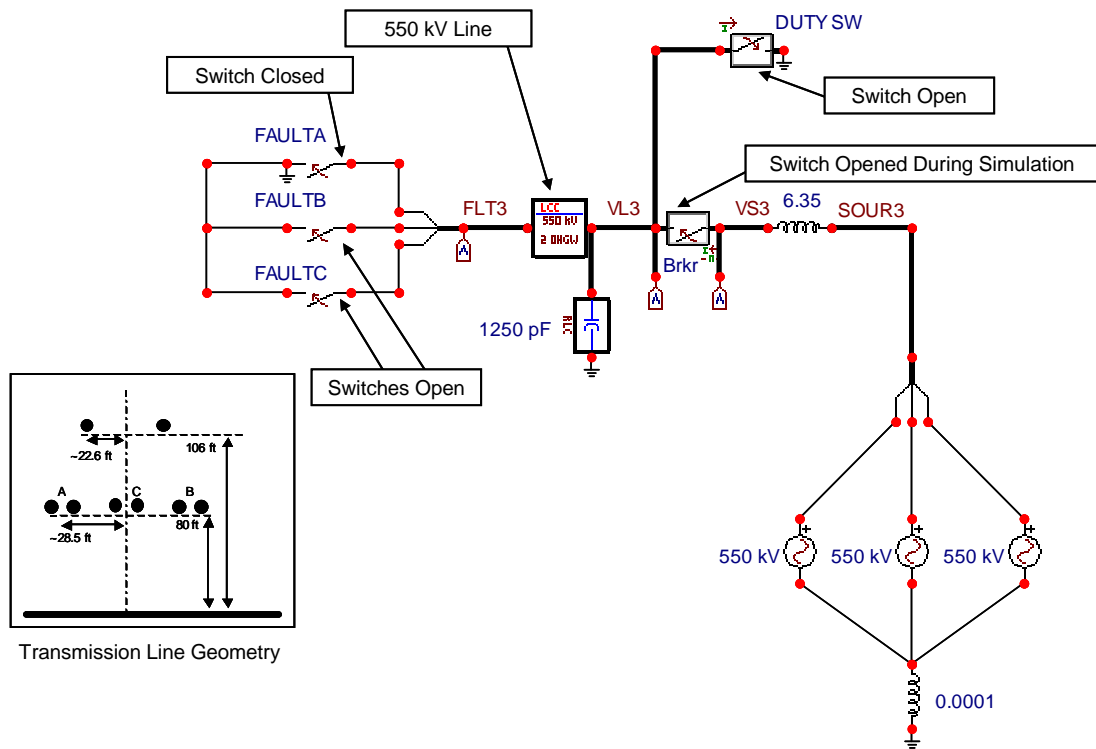 550 kV Line
DUTY SW
Switch Closed
Switch Open
FAULTA
Switch Opened During Simulation
FAULTB
FLT3
LCC
550 kV
2 OHGW
VL3
VS3
6.35
SOUR3
A
Brkr
A
A
FAULTC
1250 pF
RLC
Switches Open
106 ft
~22.6 ft
A
C
B
80 ft
~28.5 ft
Transmission Line Geometry
+
+
+
550 kV
550 kV
550 kV
0.0001